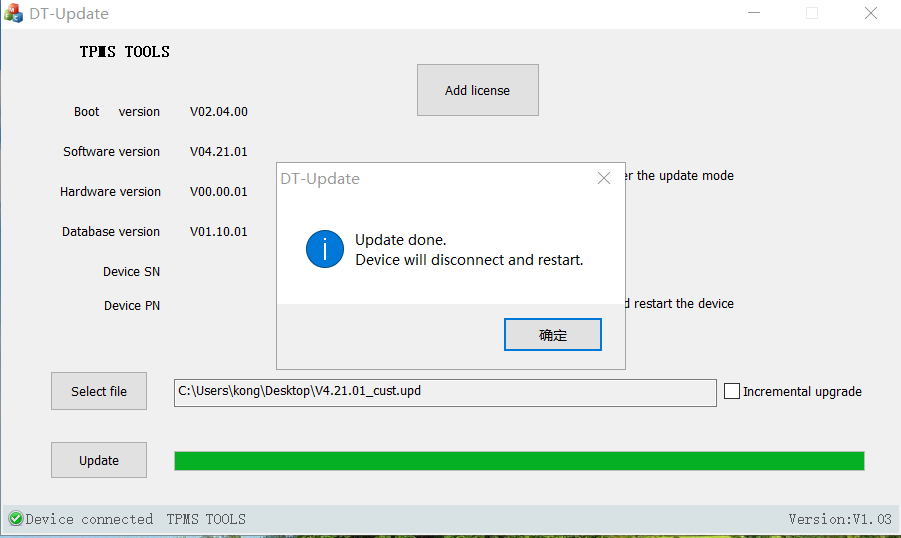 DT-Update
TPMS TOOLS
Add license
Boot version V02.04.00
Software version V04.21.01
er the update mode
Hardware version V00.00.01
Database version V01.10.01
Device SN
Device PN
d restart the device
DT-Update
Update done.
Device will disconnect and restart.
确定
Select file
C:\Users\kong\Desktop\V4.21.01_cust.upd
Incremental upgrade
Update
Device connected TPMS TOOLS
Version:V1.03